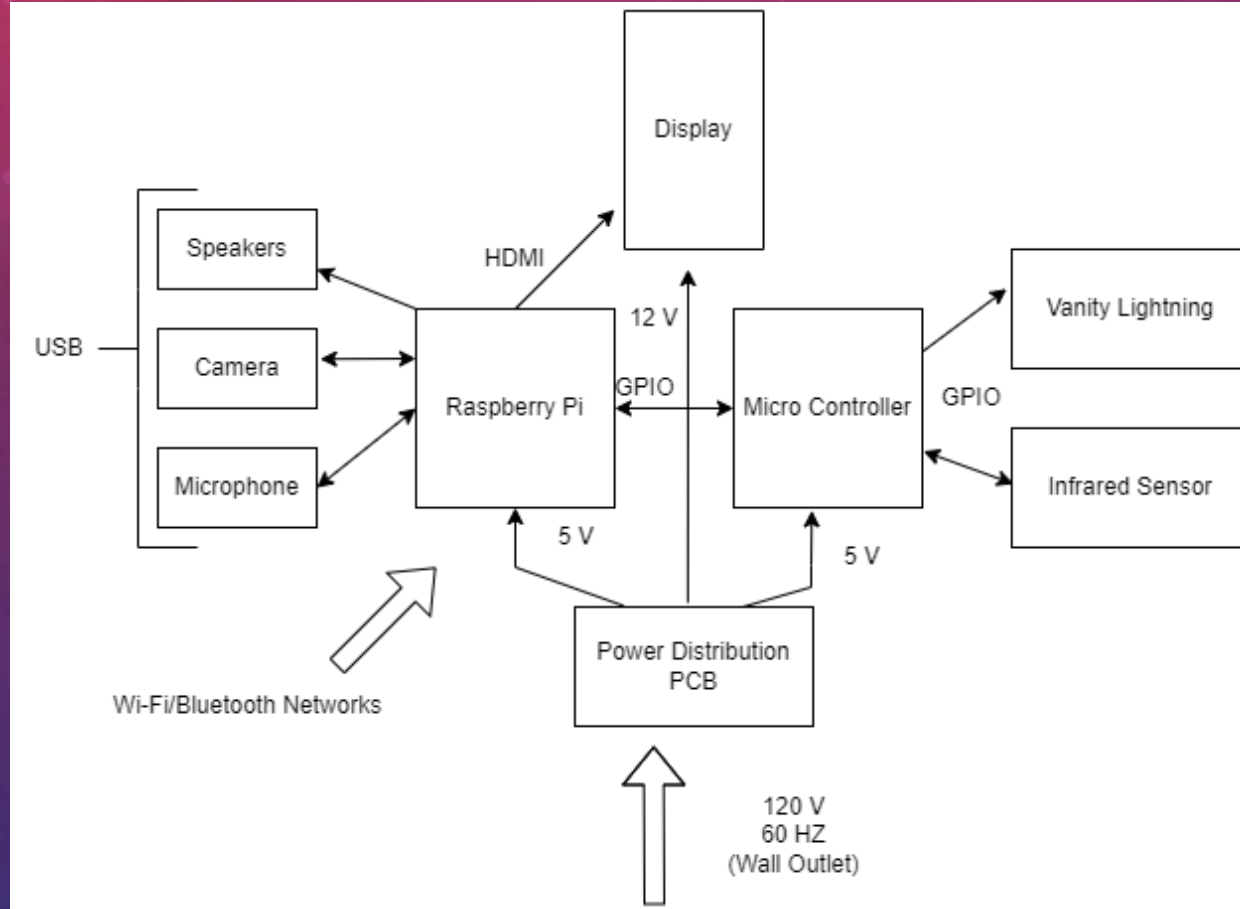 Display
Speakers
HDMI
Vanity Lightning
12 V
USB
Camera
GPIO
Raspberry Pi
Micro Controller
GPIO
Microphone
Infrared Sensor
5 V
5 V
Power Distribution
PCB
Wi-Fi/Bluetooth Networks
120 V
60 HZ
(Wall Outlet)